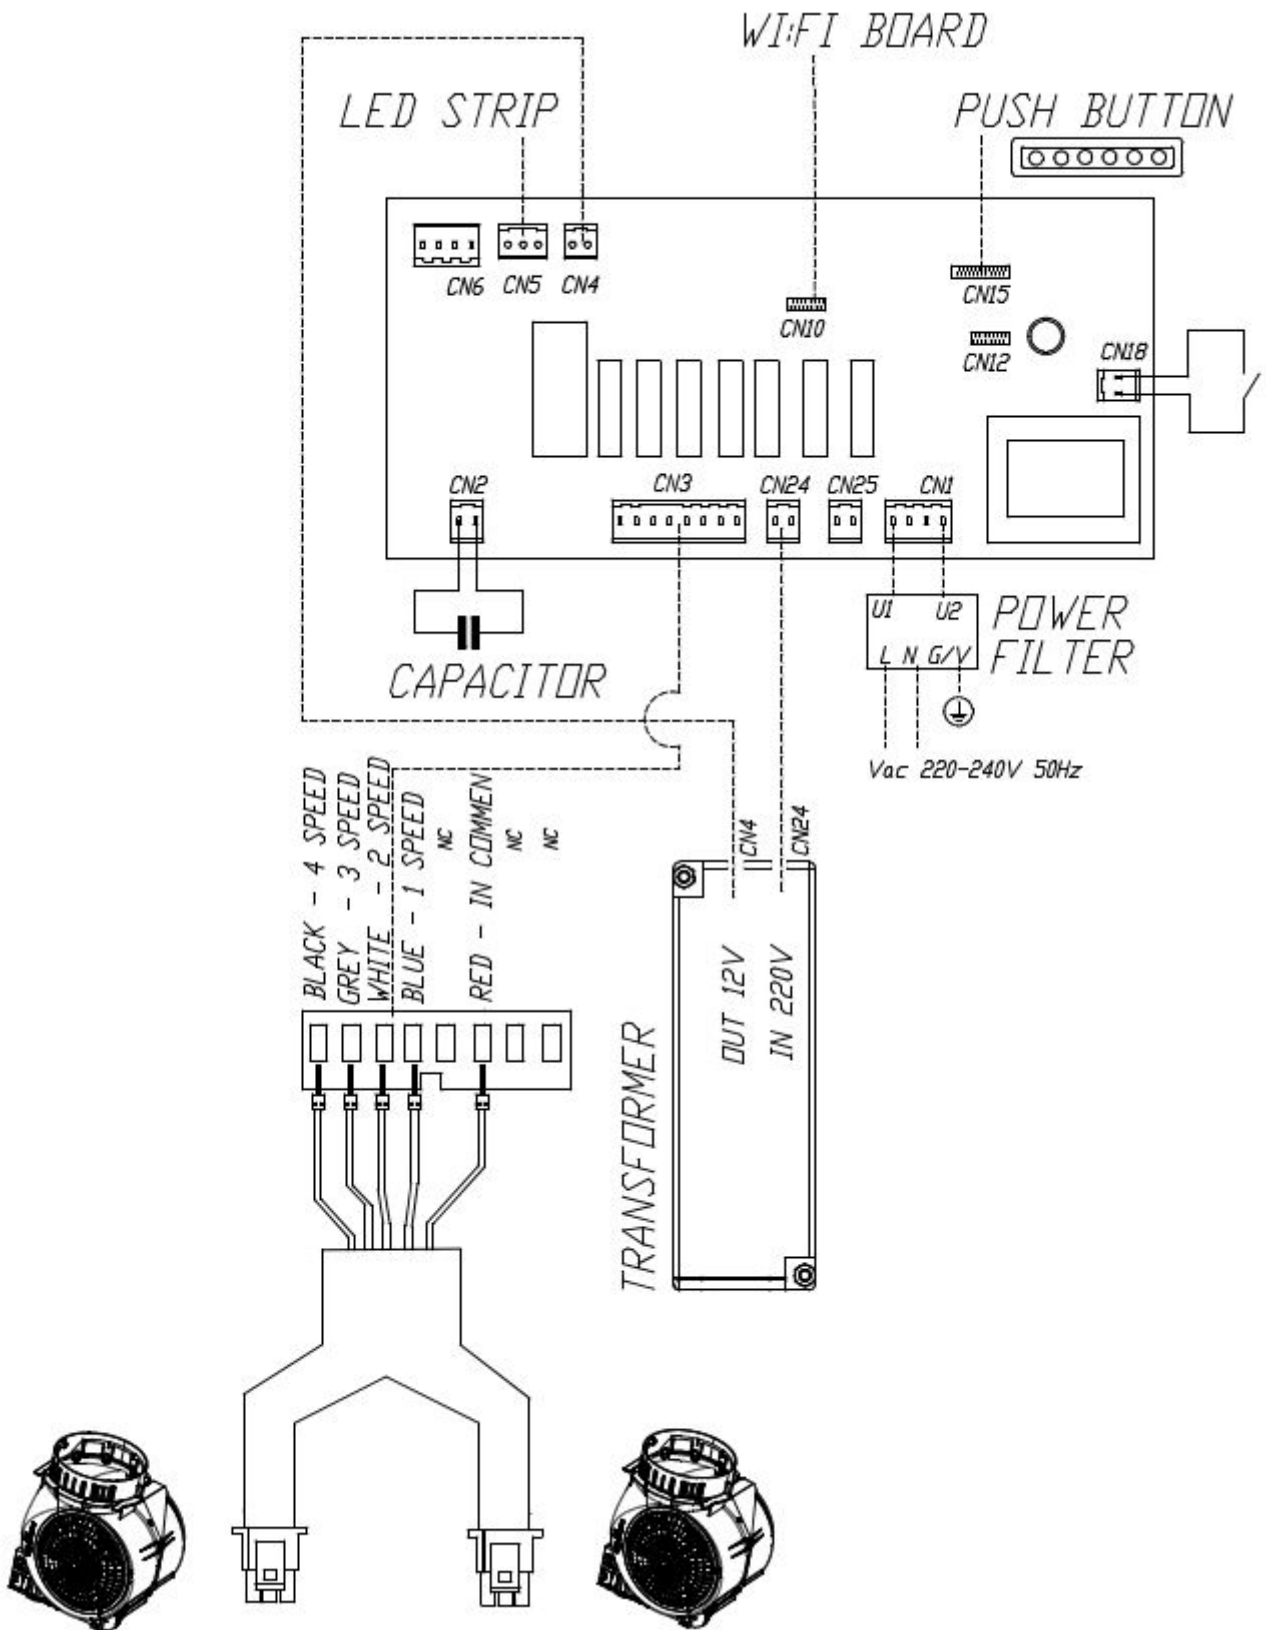 WI:FI BOARD
LED STRIP
PUSH BUTTON
CN6
CN5
CN4
CN10
CN15
CN12
CN18
CN2
CN3
CN24
CN25
CN1
U1
U2
L N G/V
POWER
FILTER
CAPACITOR
Vac 220-240V 50Hz
BLACK - 4 SPEED
GREY - 3 SPEED
WHITE - 2 SPEED
BLUE - 1 SPEED
NC
RED - IN COMMEN
NC
NC
CN4
CN24
OUT 12V
IN 220V
TRANSFORMER